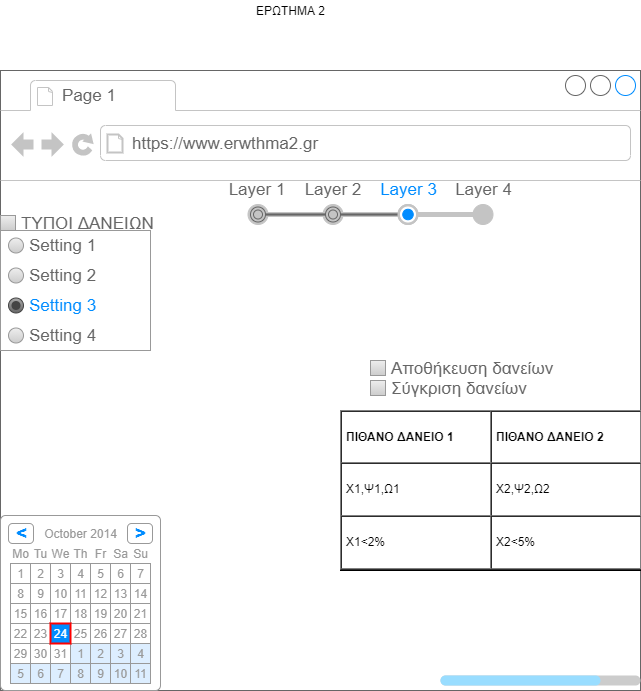 ΕΡΩΤΗΜΑ 2
Page 1
https://www.erwthma2.gr
Layer 1 Layer 2 Layer 3 Layer 4
ΤΥΠΟΙ ΔΑΝΕΙΩΝ
Setting 1
Setting 2
Setting 3
Setting 4
Αποθήκευση δανείων
Σύγκριση δανείων
ΠΙΘΑΝΟ ΔΑΝΕΙΟ 1 ΠΙΘΑΝΟ ΔΑΝΕΙΟ 2
Χ1,Ψ1,Ω1 Χ2,Ψ2,Ω2
Χ1<2% Χ2<5%
< October 2014 >
Mo Tu We Th Fr Sa Su
1 2 3 4 5 6 7
8 9 10 11 12 13 14
15 16 17 18 19 20 21
22 23 24 25 26 27 28
29 30 31 1 2 3 4
5 6 7 8 9 10 11